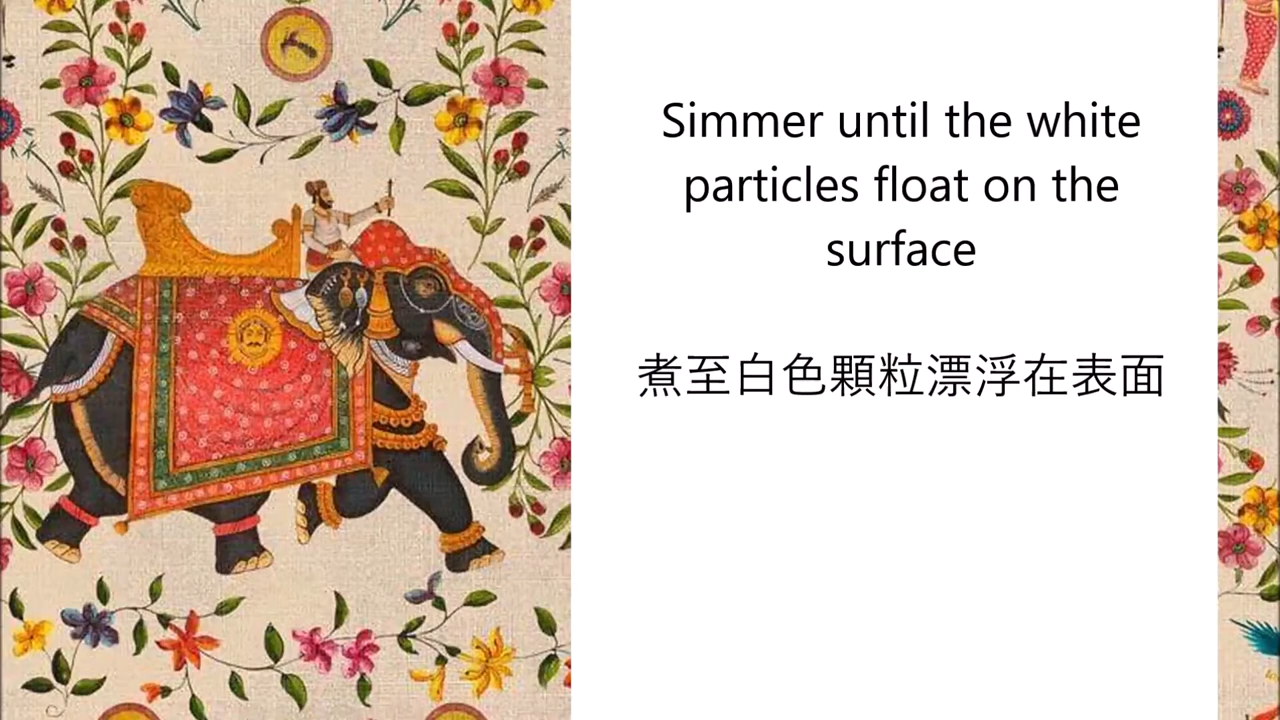 Simmer until the white
particles float on the
surface
煮至白色顆粒漂浮在表面